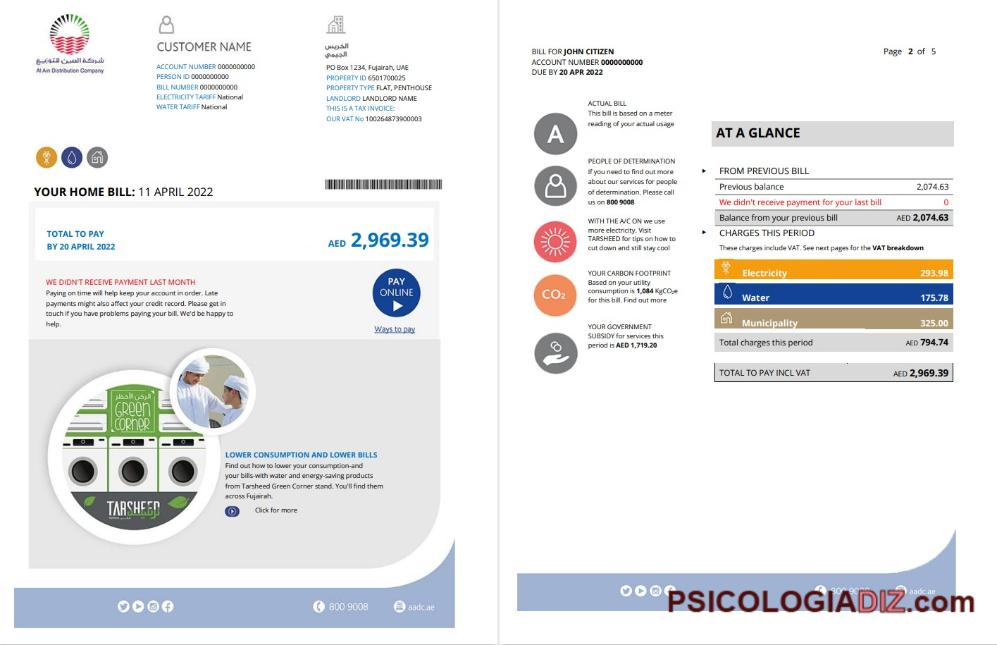 شركة العين للتوزيع
Al Ain Distribution Company
CUSTOMER NAME
ACCOUNT NUMBER 0000000000
PERSON ID 0000000000
BILL NUMBER 0000000000
ELECTRICITY TARIFF National
WATER TARIFF National
الخريس
الجيمي
PO Box 1234, Fujairah, UAE
PROPERTY ID 6501700025
PROPERTY TYPE FLAT, PENTHOUSE
LANDLORD LANDLORD NAME
THIS IS A TAX INVOICE:
OUR VAT No 100264873900003
YOUR HOME BILL: 11 APRIL 2022
TOTAL TO PAY
BY 20 APRIL 2022
AED 2,969.39
WE DIDN'T RECEIVE PAYMENT LAST MONTH
Paying on time will help keep your account in order. Late
payments might also affect your credit record. Please get in
touch if you have problems paying your bill. We'd be happy to
help.
PAY
ONLINE
Ways to pay
الركن الأخضر
GREEN
CORNER
TARSHEED
ترشيد
LOWER CONSUMPTION AND LOWER BILLS
Find out how to lower your consumption-and
your bills-with water and energy-saving products
from Tarsheed Green Corner stand. You'll find them
across Fujairah.
Click for more
800 9008
aadc.ae
BILL FOR JOHN CITIZEN
ACCOUNT NUMBER 0000000000
DUE BY 20 APR 2022
Page 2 of 5
A
ACTUAL BILL
This bill is based on a meter
reading of your actual usage
PEOPLE OF DETERMINATION
If you need to find out more
about our services for people
of determination. Please call
us on 800 9008
WITH THE A/C ON we use
more electricity. Visit
TARSHEED for tips on how to
cut down and still stay cool
CO₂
YOUR CARBON FOOTPRINT
Based on your utility
consumption is 1,084 KgCO₂e
for this bill. Find out more
YOUR GOVERNMENT
SUBSIDY for services this
period is AED 1,719.20
AT A GLANCE
FROM PREVIOUS BILL
Previous balance 2,074.63
We didn't receive payment for your last bill 0
Balance from your previous bill AED 2,074.63
CHARGES THIS PERIOD
These charges include VAT. See next pages for the VAT breakdown
Electricity 293.98
Water 175.78
Municipality 325.00
Total charges this period AED 794.74
TOTAL TO PAY INCL VAT AED 2,969.39
aadc.ae
PSICOLOGIADIZ.com